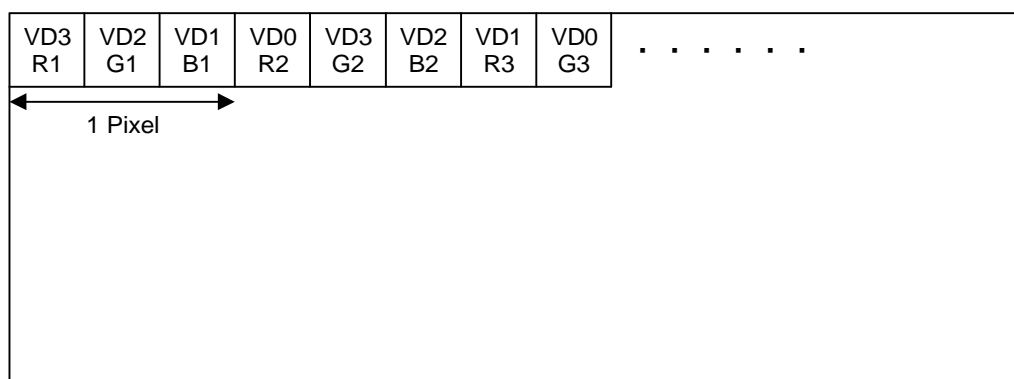 VD3 VD2 VD1 VD0 VD3 VD2 VD1 VD0
R1 G1 B1 R2 G2 B2 R3 G3 . . . . . .
1 Pixel